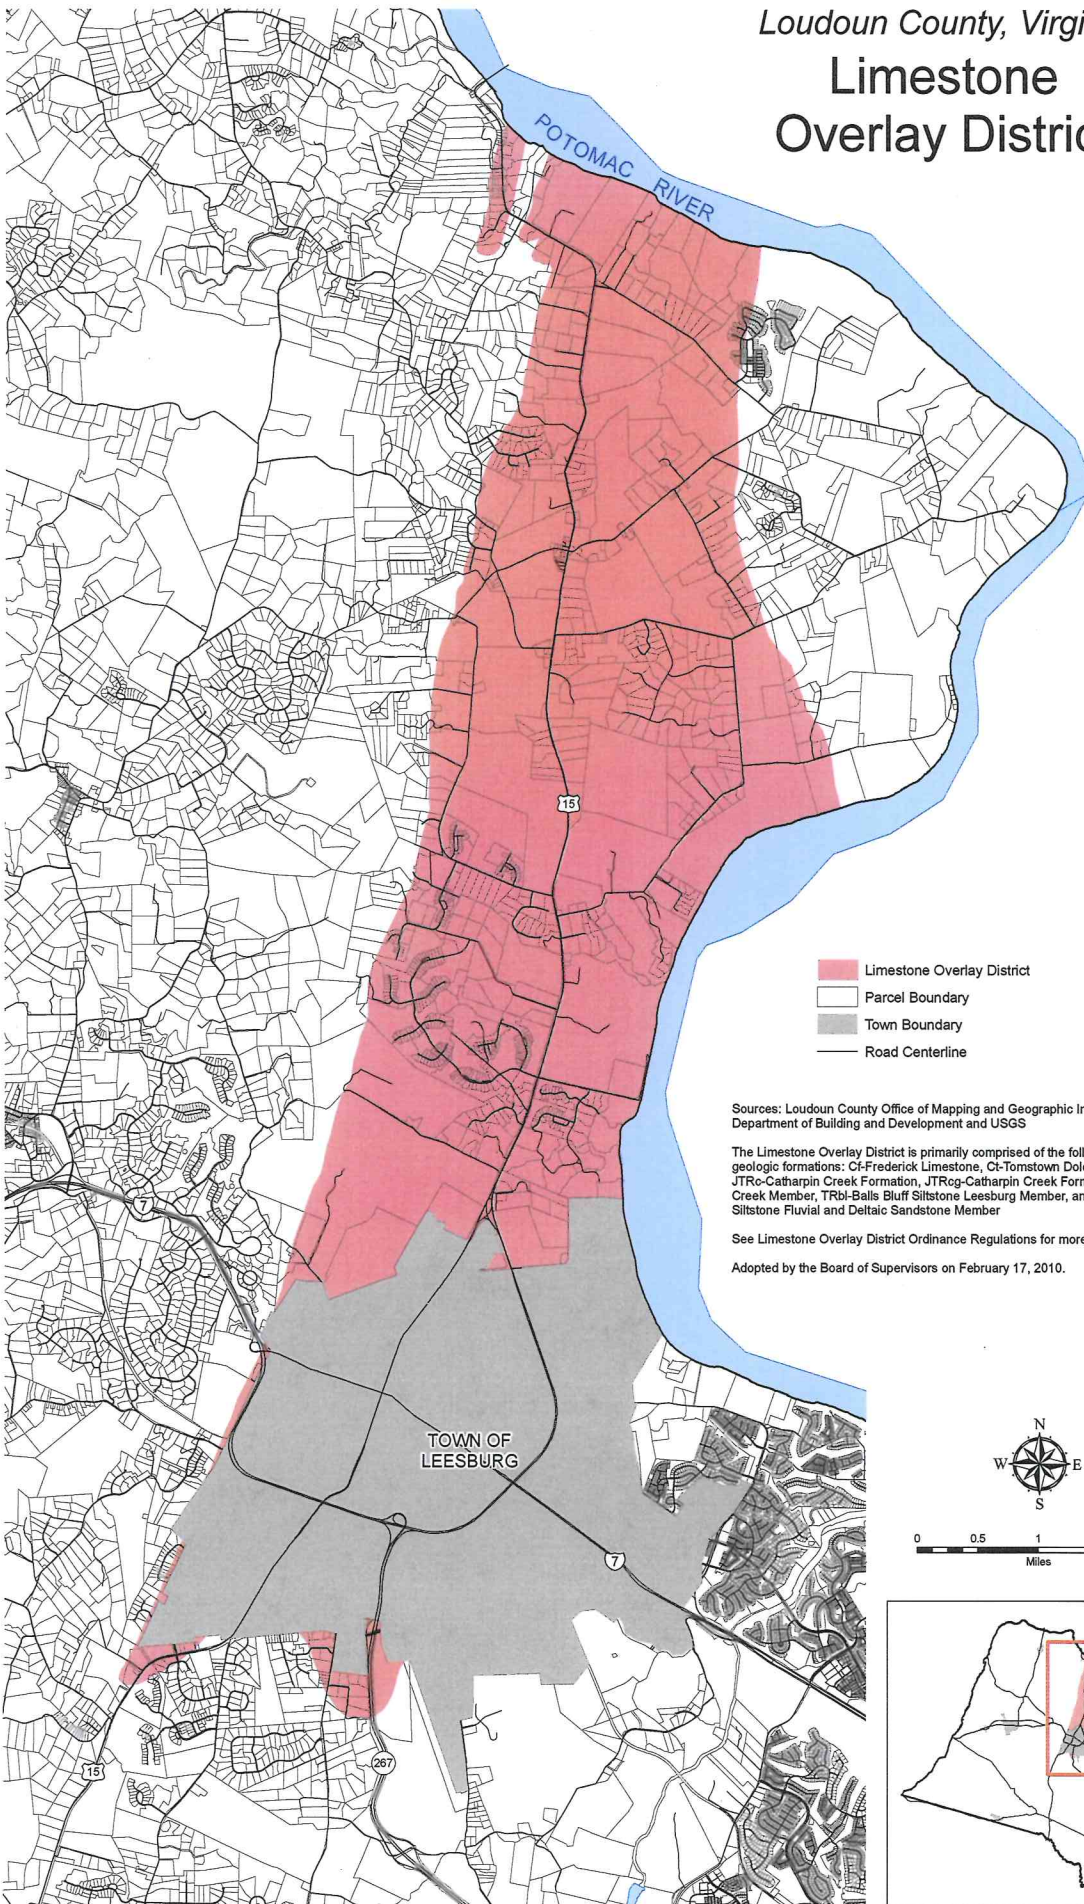 Loudoun County, Virgi
Limestone
Overlay Distric
POTOMAC RIVER
15
Limestone Overlay District
Parcel Boundary
Town Boundary
Road Centerline
Sources: Loudoun County Office of Mapping and Geographic In
Department of Building and Development and USGS
The Limestone Overlay District is primarily comprised of the foll
geologic formations: Cf-Frederick Limestone, Ct-Tomstown Dolo
JTRc-Catharpin Creek Formation, JTRcg-Catharpin Creek Form
Creek Member, TRbl-Balls Bluff Siltstone Leesburg Member, an
Siltstone Fluvial and Deltaic Sandstone Member
See Limestone Overlay District Ordinance Regulations for more
Adopted by the Board of Supervisors on February 17, 2010.
7
TOWN OF
LEESBURG
N
W E
S
0 0.5 1
Miles
7
15
267